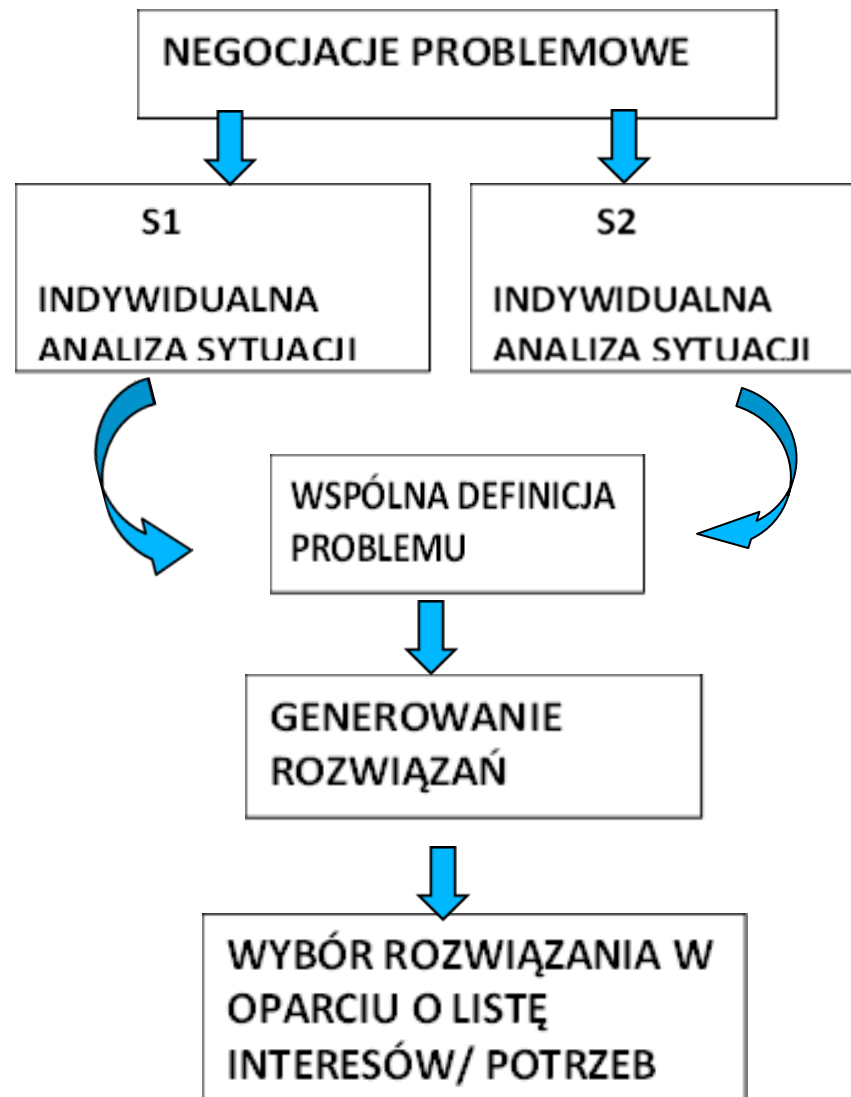 NEGOCJACJE PROBLEMOWE
S1
INDYWIDUALNA
ANALIZA SYTUACJI
S2
INDYWIDUALNA
ANALIZA SYTUACJI
WSPÓLNA DEFINICJA
PROBLEMU
GENEROWANIE
ROZWIĄZAŃ
WYBÓR ROZWIĄZANIA W
OPARCIU O LISTĘ
INTERESÓW/ POTRZEB